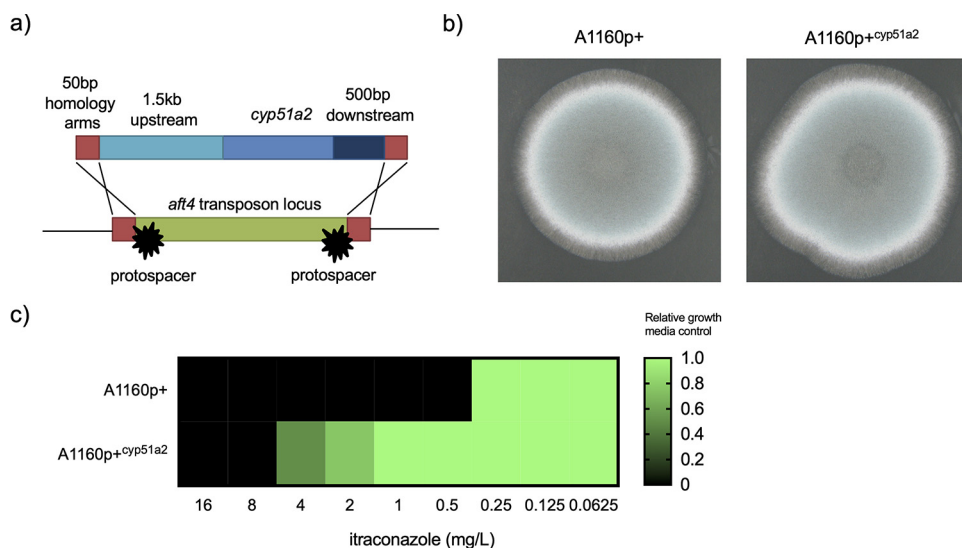 a)
50bp
homology
arms
1.5kb
upstream
cyp51a2
500bp
downstream
aft4 transposon locus
protospacer
protospacer
b)
A1160p+
A1160p+cyp51a2
c)
Relative growth
media control
1.0
0.8
0.6
0.4
0.2
0
A1160p+
A1160p+cyp51a2
16 8 4 2 1 0.5 0.25 0.125 0.0625
itraconazole (mg/L)